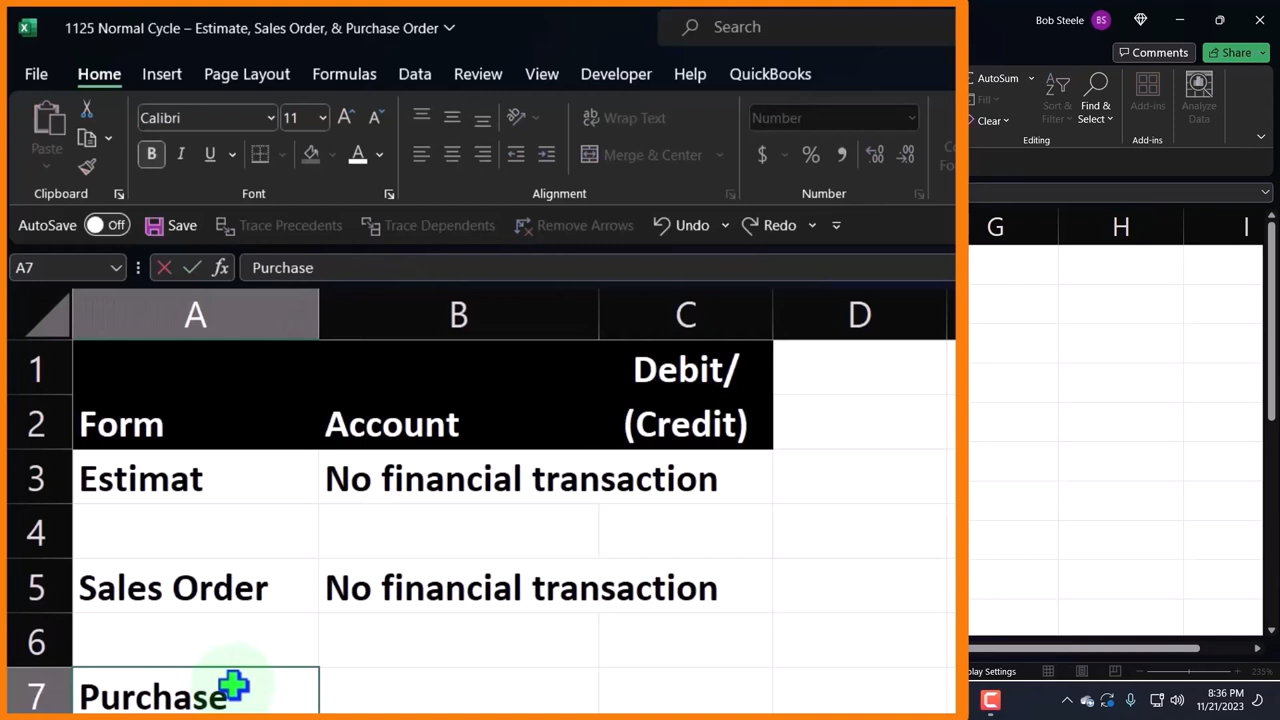 1125 Normal Cycle – Estimate, Sales Order, & Purchase Order
Search
Bob Steele BS
File Home Insert Page Layout Formulas Data Review View Developer Help QuickBooks
Comments Share
Paste
Calibri 11
Wrap Text
Number
AutoSum
Fill
Clear
Sort & Filter
Find & Select
Add-ins
Analyze Data
B I U A
Merge & Center
$ % ,
Clipboard Font Alignment Number Editing Add-ins
AutoSave Off Save Trace Precedents Trace Dependents Remove Arrows Undo Redo
A7 fx Purchase
A B C D G H I
1 Debit/
2 Form Account (Credit)
3 Estimat No financial transaction
4
5 Sales Order No financial transaction
6
7 Purchase
Display Settings 235%
8:36 PM
11/21/2023